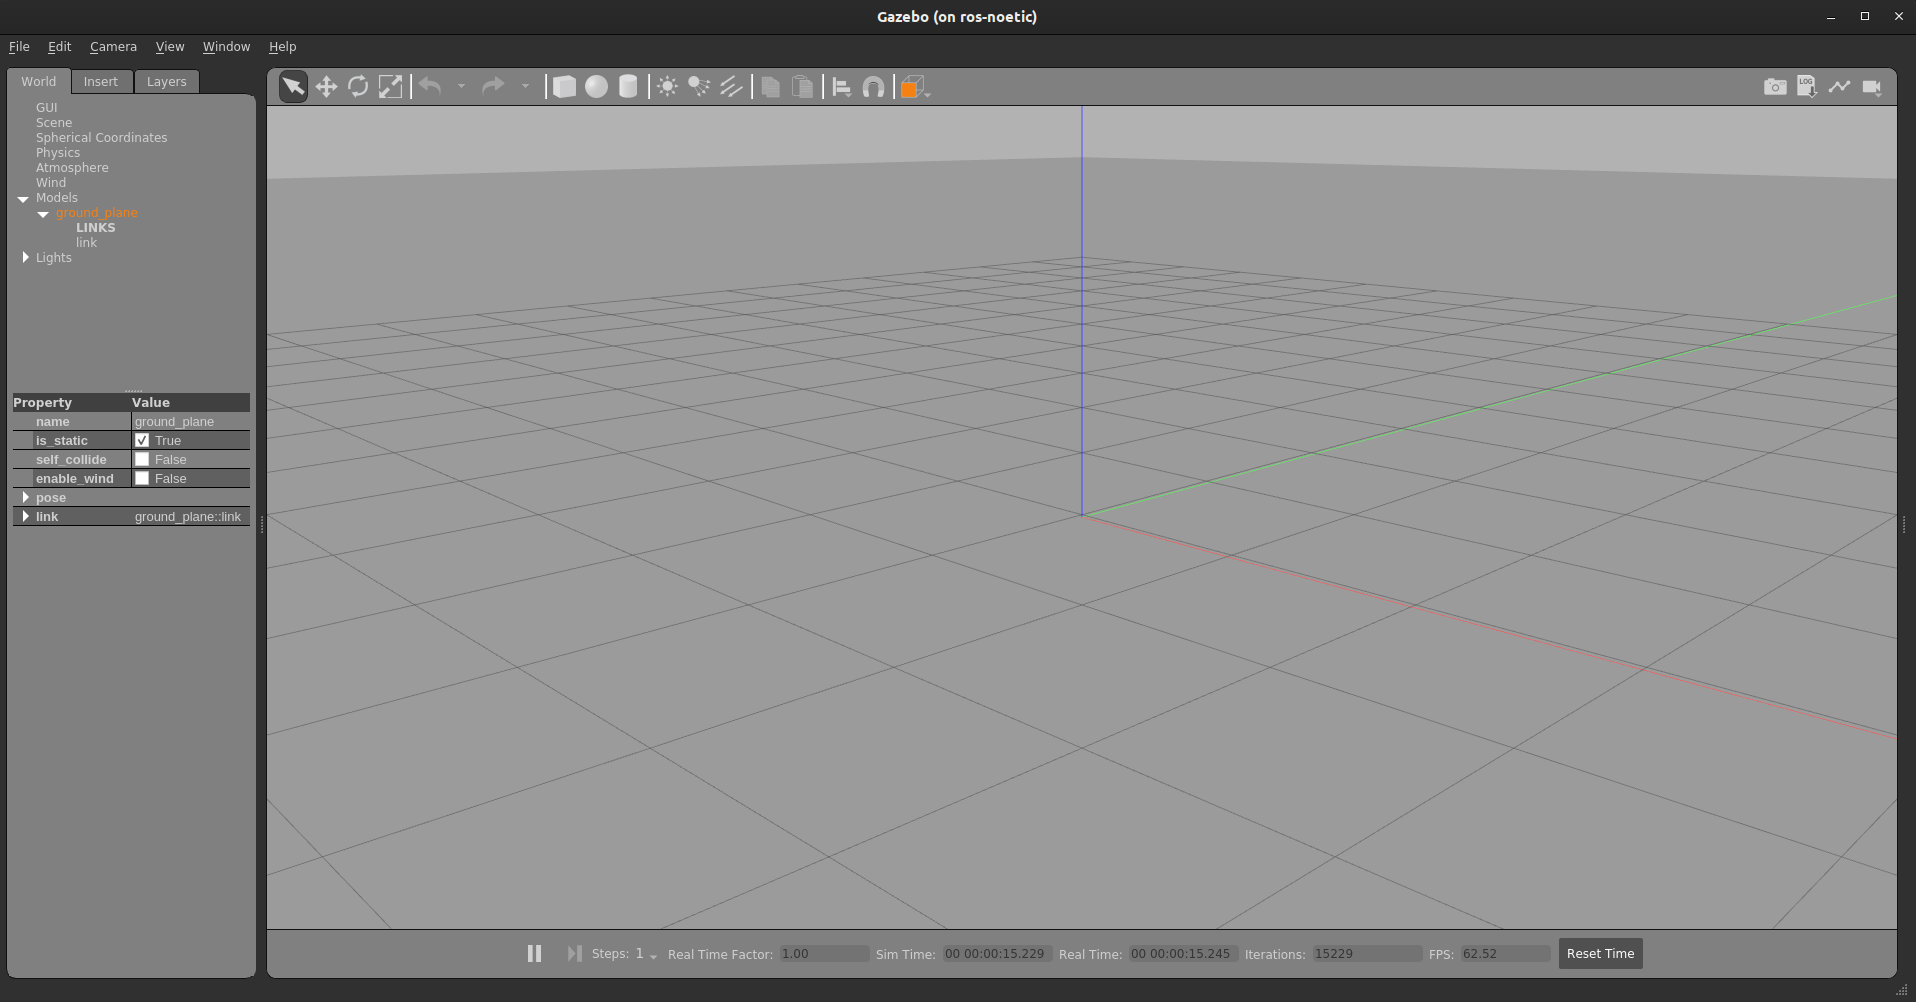 Gazebo (on ros-noetic)
File Edit Camera View Window Help
World Insert Layers
LOG
GUI
Scene
Spherical Coordinates
Physics
Atmosphere
Wind
Models
ground_plane
LINKS
link
Lights
Property Value
name ground_plane
is_static True
self_collide False
enable_wind False
pose
link ground_plane::link
Steps: 1 Real Time Factor: 1.00 Sim Time: 00 00:00:15.229 Real Time: 00 00:00:15.245 Iterations: 15229 FPS: 62.52 Reset Time